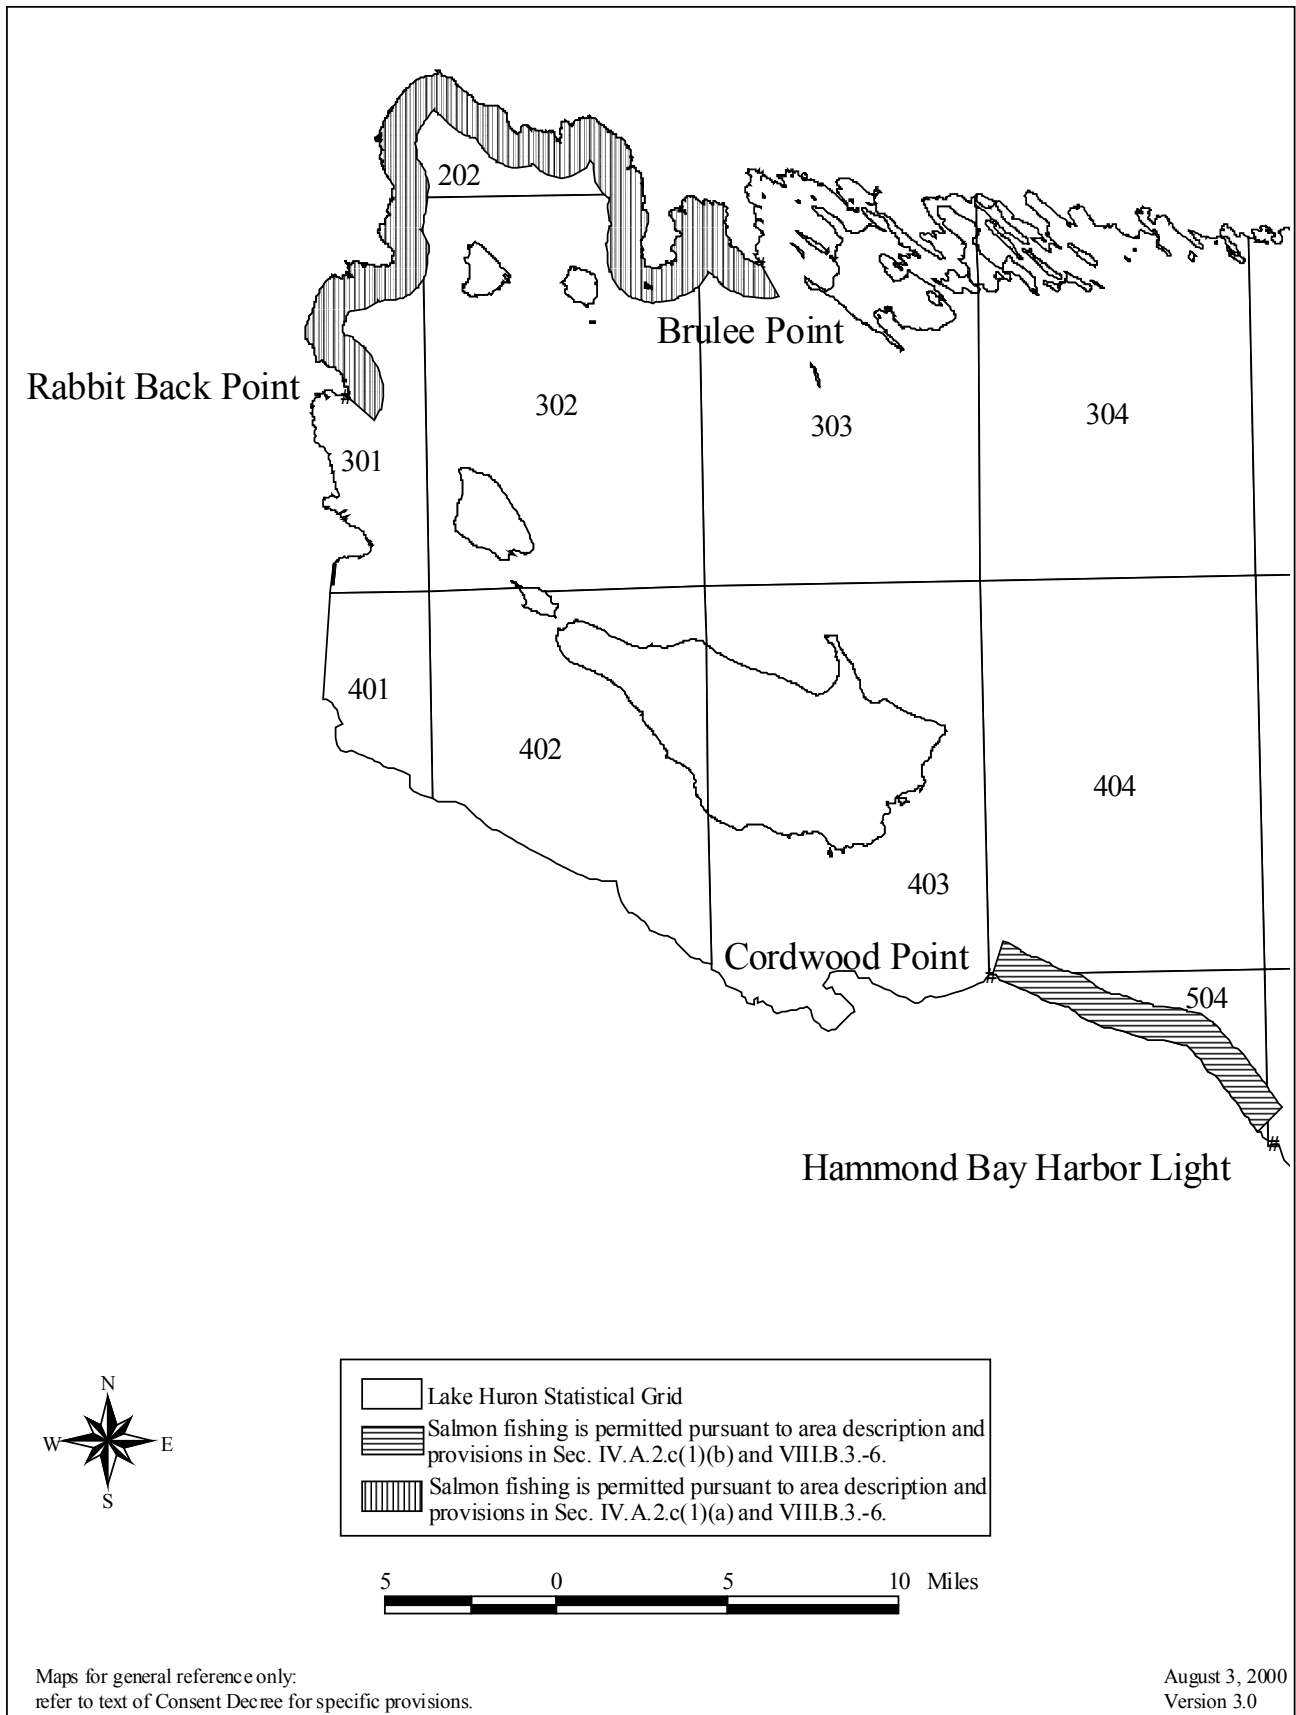 202
Brulee Point
Rabbit Back Point
302
303
304
301
401
402
404
403
Cordwood Point
504
Hammond Bay Harbor Light
N
W
E
S
Lake Huron Statistical Grid
Salmon fishing is permitted pursuant to area description and
provisions in Sec. IV.A.2.c(1)(b) and VIII.B.3.-6.
Salmon fishing is permitted pursuant to area description and
provisions in Sec. IV.A.2.c(1)(a) and VIII.B.3.-6.
5 0 5 10 Miles
Maps for general reference only:
refer to text of Consent Decree for specific provisions.
August 3, 2000
Version 3.0